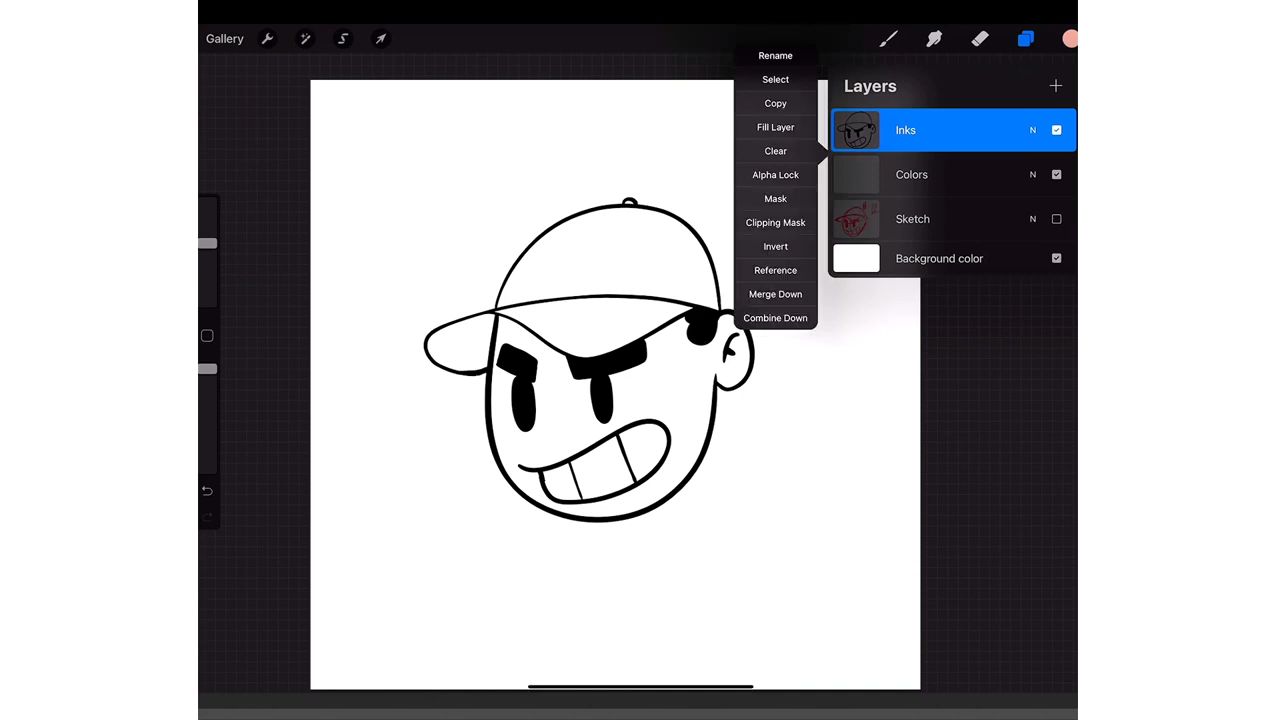 Gallery
Rename
Select
Copy
Fill Layer
Clear
Alpha Lock
Mask
Clipping Mask
Invert
Reference
Merge Down
Combine Down
Layers
Inks N
Colors N
Sketch N
Background color